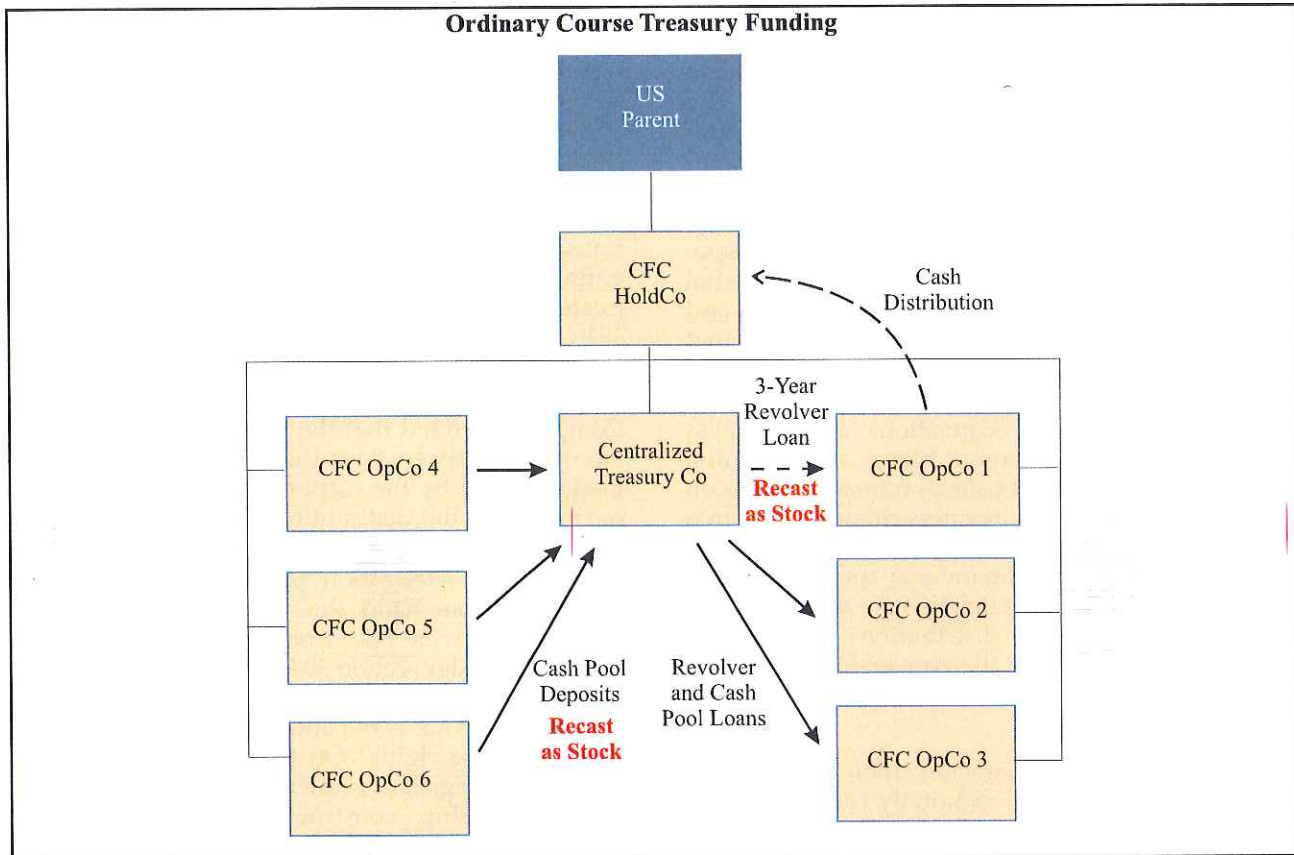 Ordinary Course Treasury Funding
US
Parent
CFC
HoldCo
Cash
Distribution
3-Year
Revolver
Loan
Recast
as Stock
CFC OpCo 4
Centralized
Treasury Co
CFC OpCo 1
CFC OpCo 5
CFC OpCo 2
Cash Pool
Deposits
Recast
as Stock
Revolver
and Cash
Pool Loans
CFC OpCo 6
CFC OpCo 3